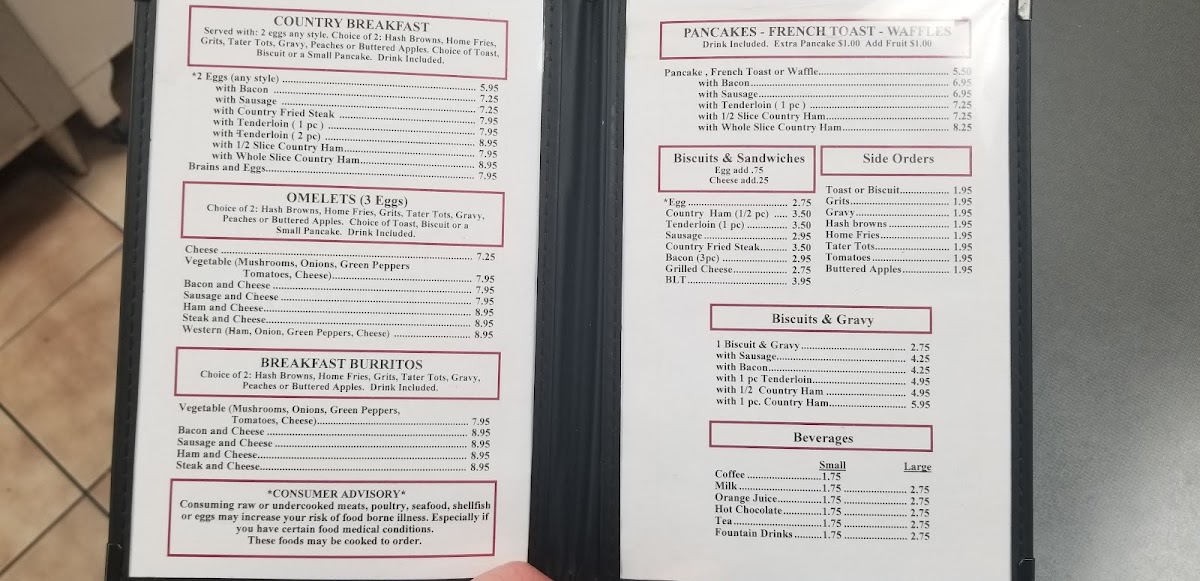 COUNTRY BREAKFAST
Served with: 2 eggs any style. Choice of 2: Hash Browns, Home Fries,
Grits, Tater Tots, Gravy, Peaches or Buttered Apples. Choice of Toast,
Biscuit or a Small Pancake. Drink Included.
*2 Eggs (any style) ..... 5.95
with Bacon ..... 7.25
with Sausage ..... 7.25
with Country Fried Steak ..... 7.95
with Tenderloin ( 1 pc ) ..... 7.95
with Tenderloin ( 2 pc) ..... 8.95
with 1/2 Slice Country Ham ..... 7.95
with Whole Slice Country Ham ..... 8.95
Brains and Eggs ..... 7.95
OMELETS (3 Eggs)
Choice of 2: Hash Browns, Home Fries, Grits, Tater Tots, Gravy,
Peaches or Buttered Apples. Choice of Toast, Biscuit or a
Small Pancake. Drink Included.
Cheese ..... 7.25
Vegetable (Mushrooms, Onions, Green Peppers
Tomatoes, Cheese) ..... 7.95
Bacon and Cheese ..... 7.95
Sausage and Cheese ..... 7.95
Ham and Cheese ..... 8.95
Steak and Cheese ..... 8.95
Western (Ham, Onion, Green Peppers, Cheese) ..... 8.95
BREAKFAST BURRITOS
Choice of 2: Hash Browns, Home Fries, Grits, Tater Tots, Gravy,
Peaches or Buttered Apples. Drink Included.
Vegetable (Mushrooms, Onions, Green Peppers,
Tomatoes, Cheese) ..... 7.95
Bacon and Cheese ..... 8.95
Sausage and Cheese ..... 8.95
Ham and Cheese ..... 8.95
Steak and Cheese ..... 8.95
*CONSUMER ADVISORY*
Consuming raw or undercooked meats, poultry, seafood, shellfish
or eggs may increase your risk of food borne illness. Especially if
you have certain food medical conditions.
These foods may be cooked to order.
PANCAKES - FRENCH TOAST - WAFFLES
Drink Included. Extra Pancake $1.00 Add Fruit $1.00
Pancake , French Toast or Waffle ..... 5.50
with Bacon ..... 6.95
with Sausage ..... 6.95
with Tenderloin ( 1 pc ) ..... 7.25
with 1/2 Slice Country Ham ..... 7.25
with Whole Slice Country Ham ..... 8.25
Biscuits & Sandwiches
Egg add .75
Cheese add.25
*Egg ..... 2.75
Country Ham (1/2 pc) ..... 3.50
Tenderloin (1 pc) ..... 3.50
Sausage ..... 2.95
Country Fried Steak ..... 3.50
Bacon (3pc) ..... 2.95
Grilled Cheese ..... 2.75
BLT ..... 3.95
Side Orders
Toast or Biscuit ..... 1.95
Grits ..... 1.95
Gravy ..... 1.95
Hash browns ..... 1.95
Home Fries ..... 1.95
Tater Tots ..... 1.95
Tomatoes ..... 1.95
Buttered Apples ..... 1.95
Biscuits & Gravy
1 Biscuit & Gravy ..... 2.75
with Sausage ..... 4.25
with Bacon ..... 4.25
with 1 pc Tenderloin ..... 4.95
with 1/2 Country Ham ..... 4.95
with 1 pc. Country Ham ..... 5.95
Beverages
Small Large
Coffee ..... 1.75
Milk ..... 1.75 ..... 2.75
Orange Juice ..... 1.75 ..... 2.75
Hot Chocolate ..... 1.75 ..... 2.75
Tea ..... 1.75 ..... 2.75
Fountain Drinks ..... 1.75 ..... 2.75